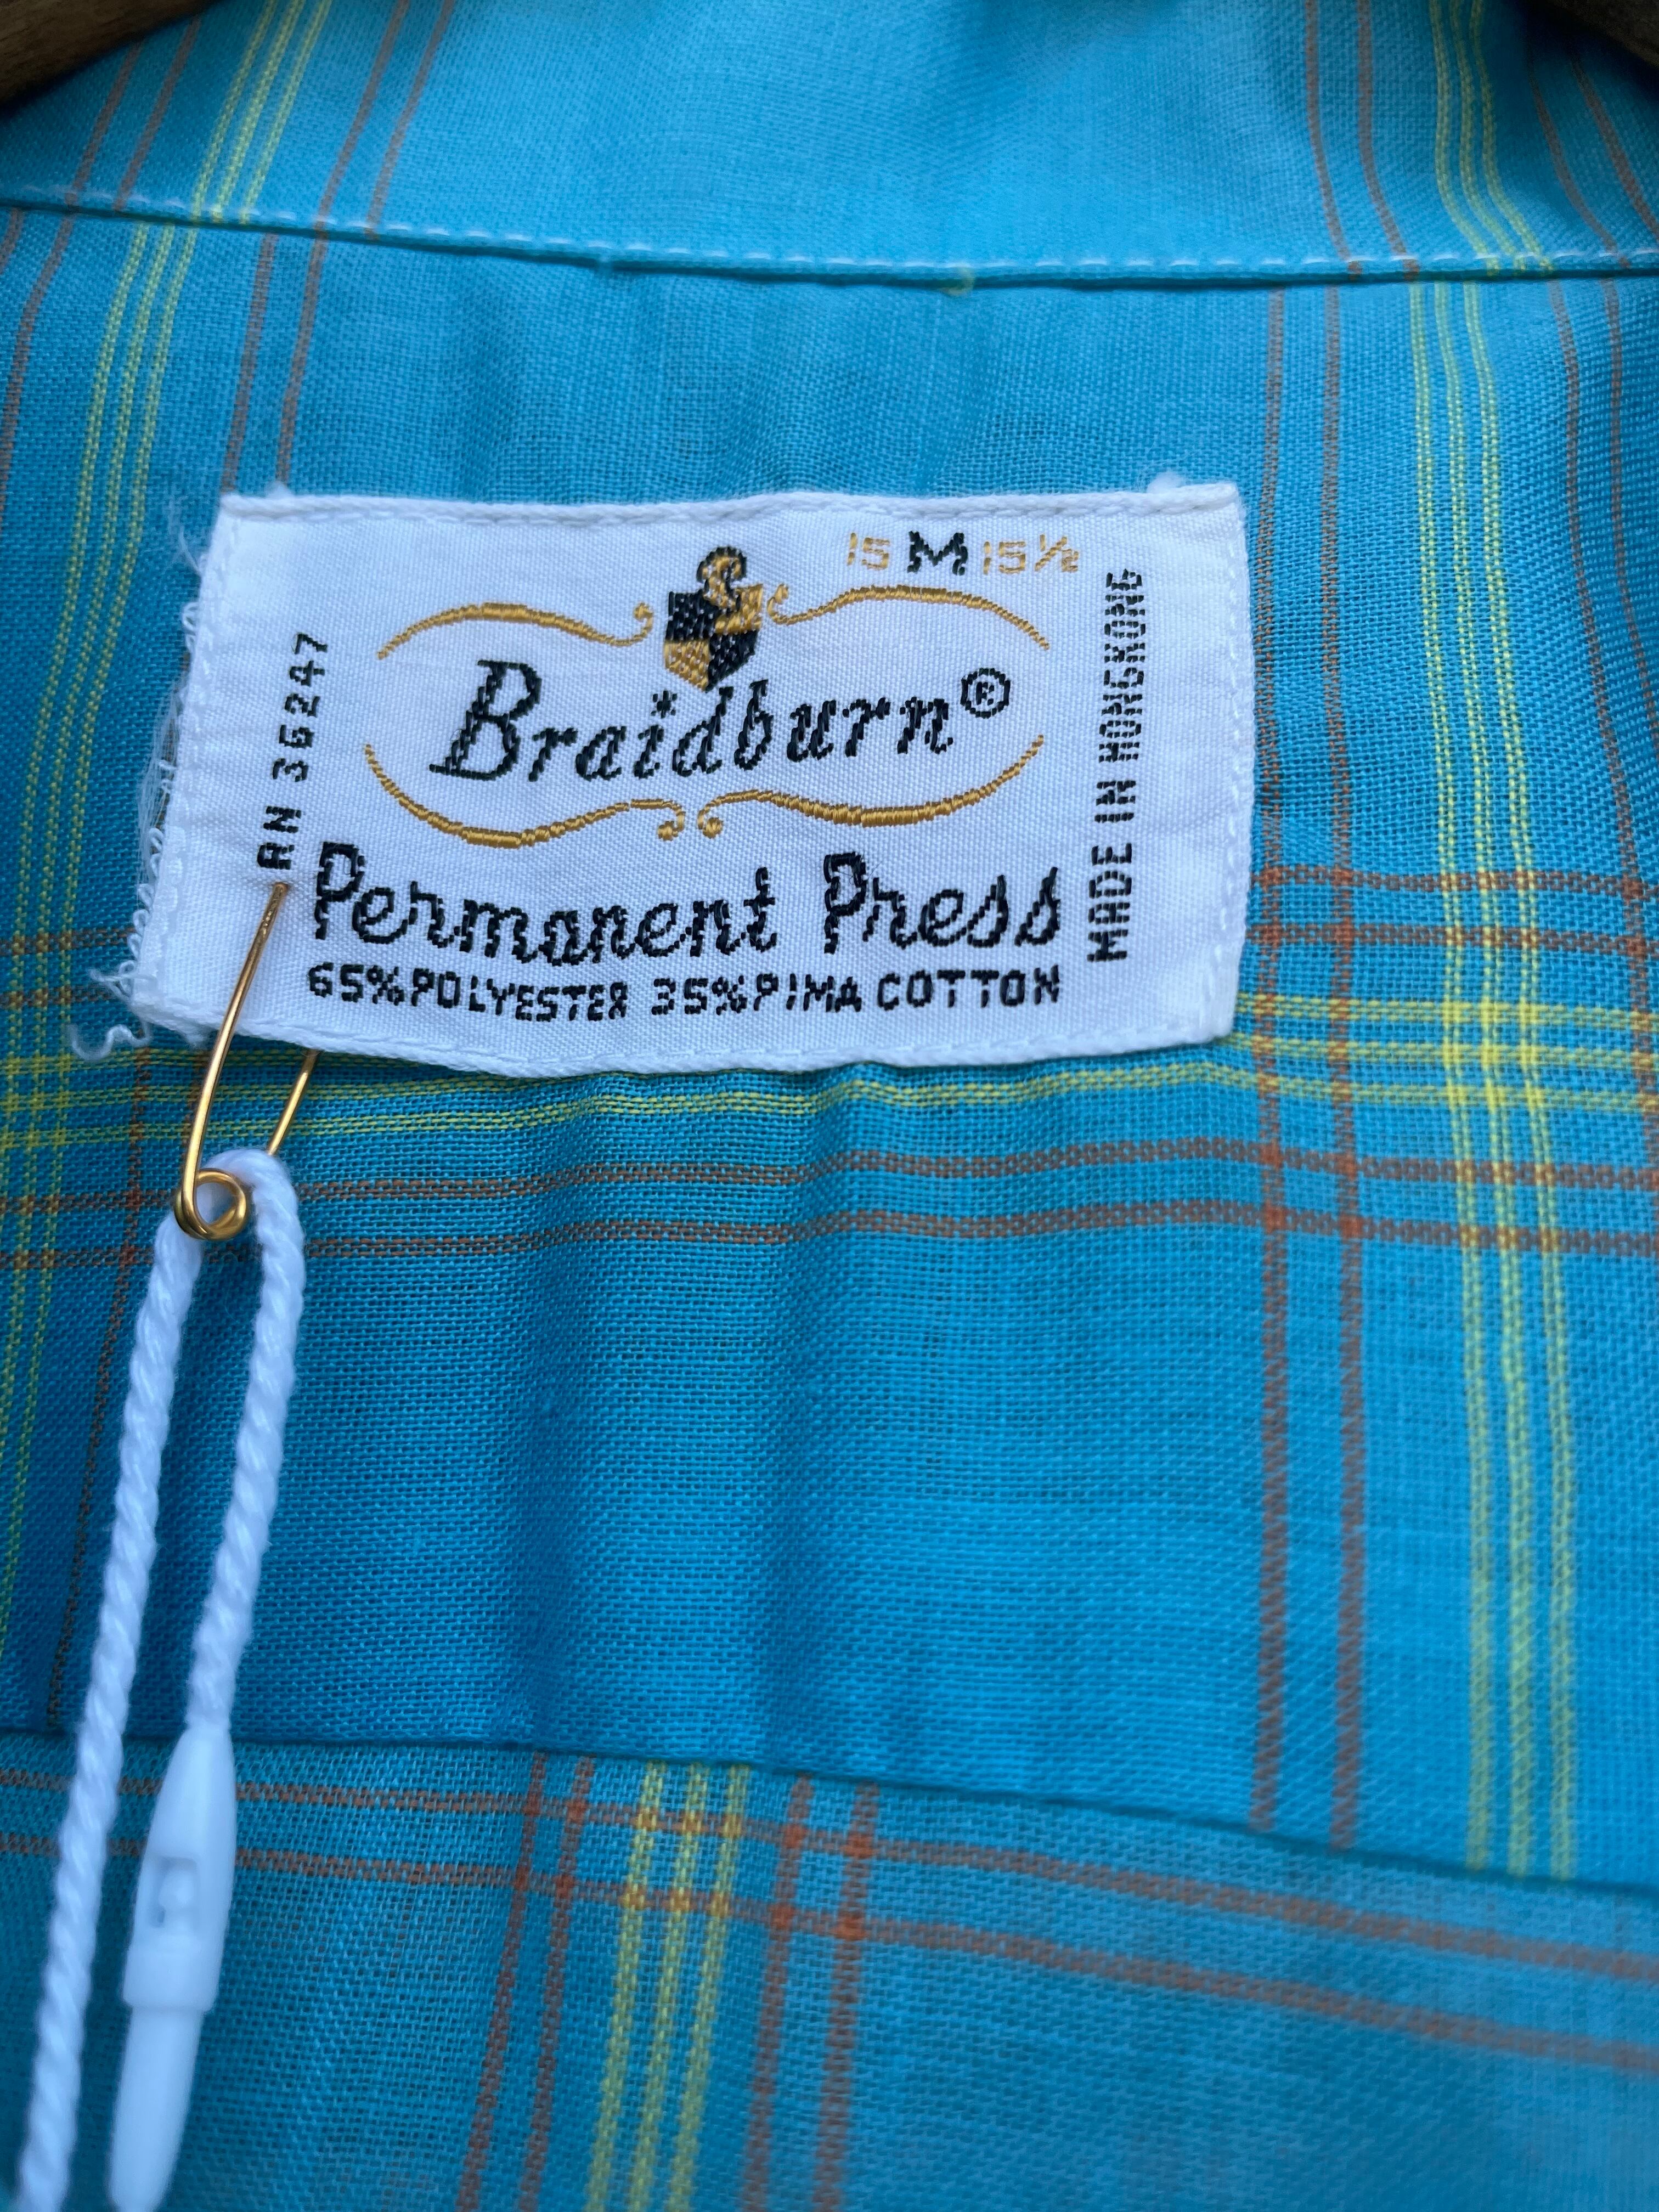 15 M 15½
RN 36247
Braidburn®
MADE IN HONGKONG
Permanent Press
65% POLYESTER 35% PIMA COTTON